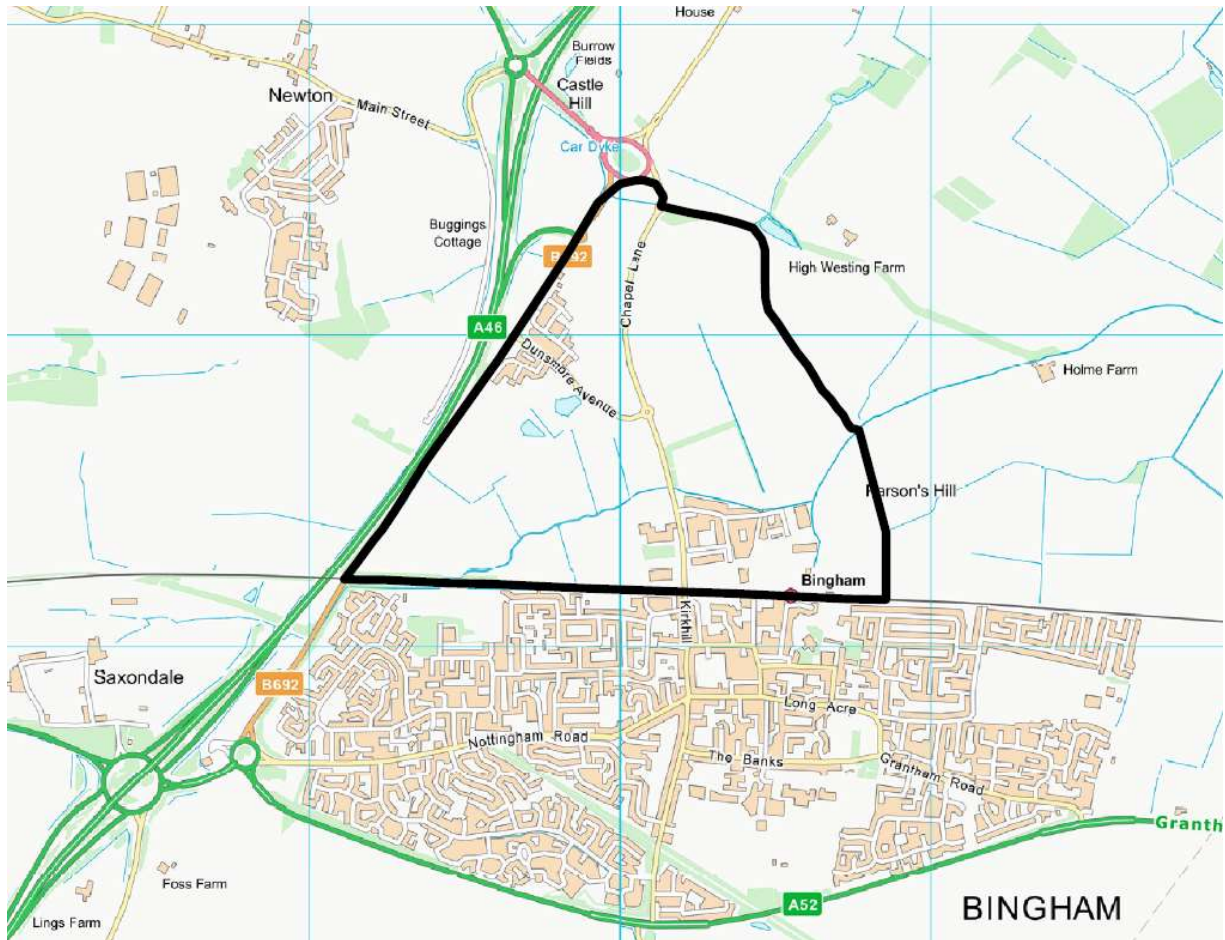 House
Burrow
Fields
Newton
Castle
Hill
Main Street
Car Dyke
Buggings
Cottage
B692
Chapel Lane
High Westing Farm
A46
Dunsmore Avenue
Holme Farm
Parson's Hill
Bingham
Kirkhill
Saxondale
B692
Long Acre
Nottingham Road
The Banks
Grantham Road
Granth
Foss Farm
A52
BINGHAM
Lings Farm